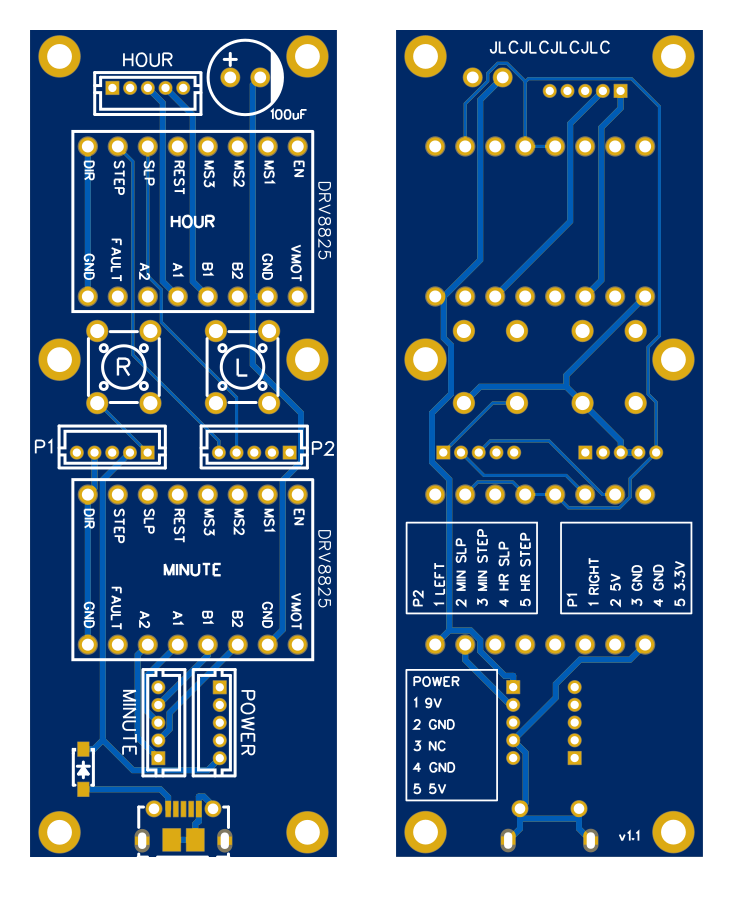 HOUR
+
100uF
DIR STEP SLP REST MS3 MS2 MS1 EN
HOUR
DRV8825
GND FAULT A2 A1 B1 B2 GND VMOT
R
L
P1
P2
DIR STEP SLP REST MS3 MS2 MS1 EN
MINUTE
DRV8825
GND FAULT A2 A1 B1 B2 GND VMOT
MINUTE
POWER
JLCJLCJLCJLC
P2
1 LEFT
2 MIN SLP
3 MIN STEP
4 HR SLP
5 HR STEP
P1
1 RIGHT
2 5V
3 GND
4 GND
5 3.3V
POWER
1 9V
2 GND
3 NC
4 GND
5 5V
v1.1